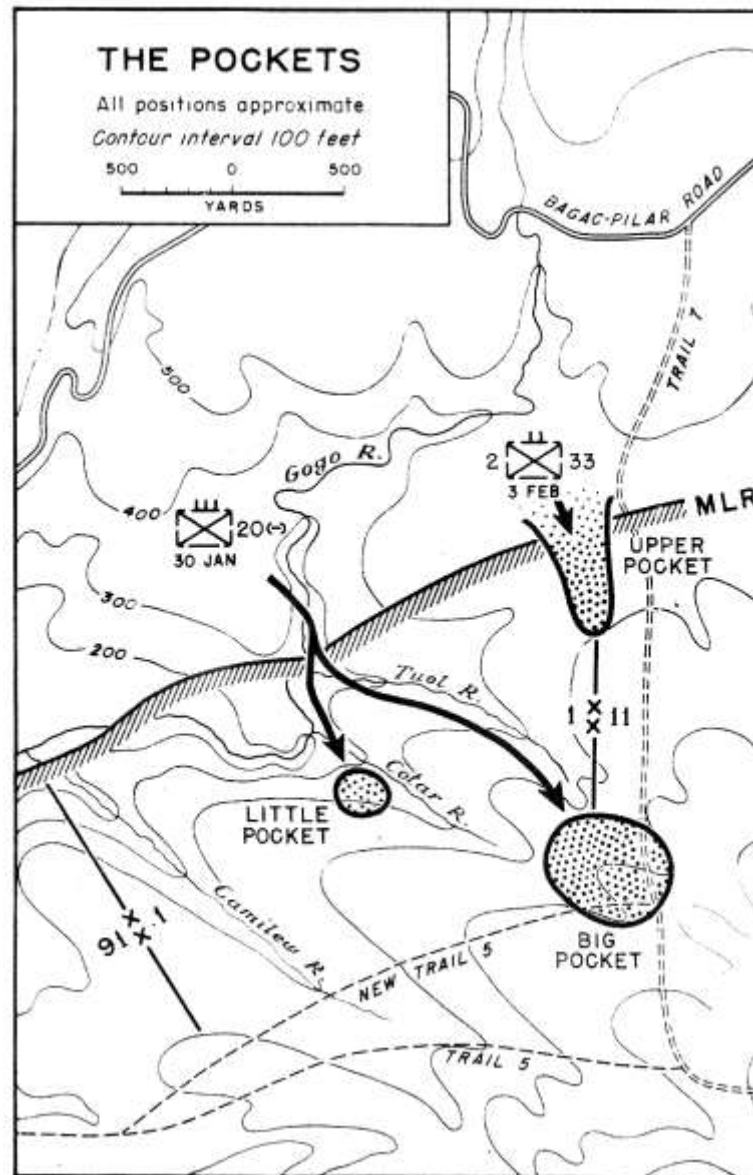 THE POCKETS
All positions approximate
Contour interval 100 feet
500 0 500
YARDS
BAGAC-PILAR ROAD
TRAIL 7
500
Gogo R.
2 33
3 FEB
MLR
400
20(-)
30 JAN
UPPER
POCKET
300
200
Tuol R.
1 XX 11
Cotar R.
LITTLE
POCKET
91 XX 1
Camilew R.
BIG
POCKET
NEW TRAIL 5
TRAIL 5